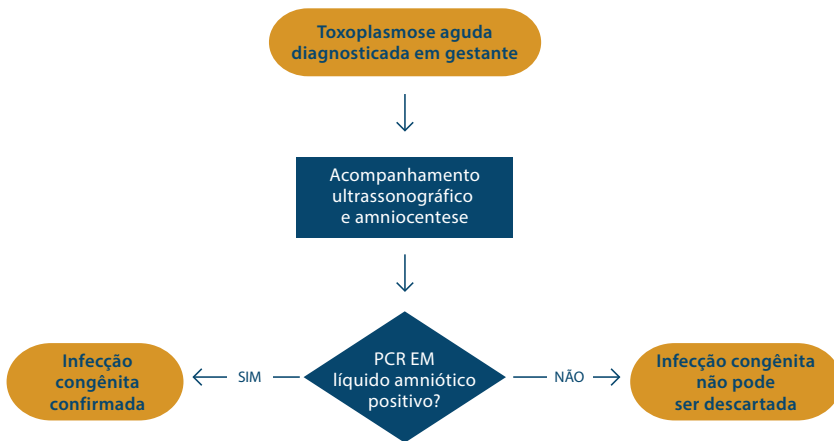 Toxoplasmose aguda
diagnosticada em gestante
Acompanhamento
ultrassonográfico
e amniocentese
PCR EM
líquido amniótico
positivo?
SIM
NÃO
Infecção
congênita
confirmada
Infecção congênita
não pode
ser descartada